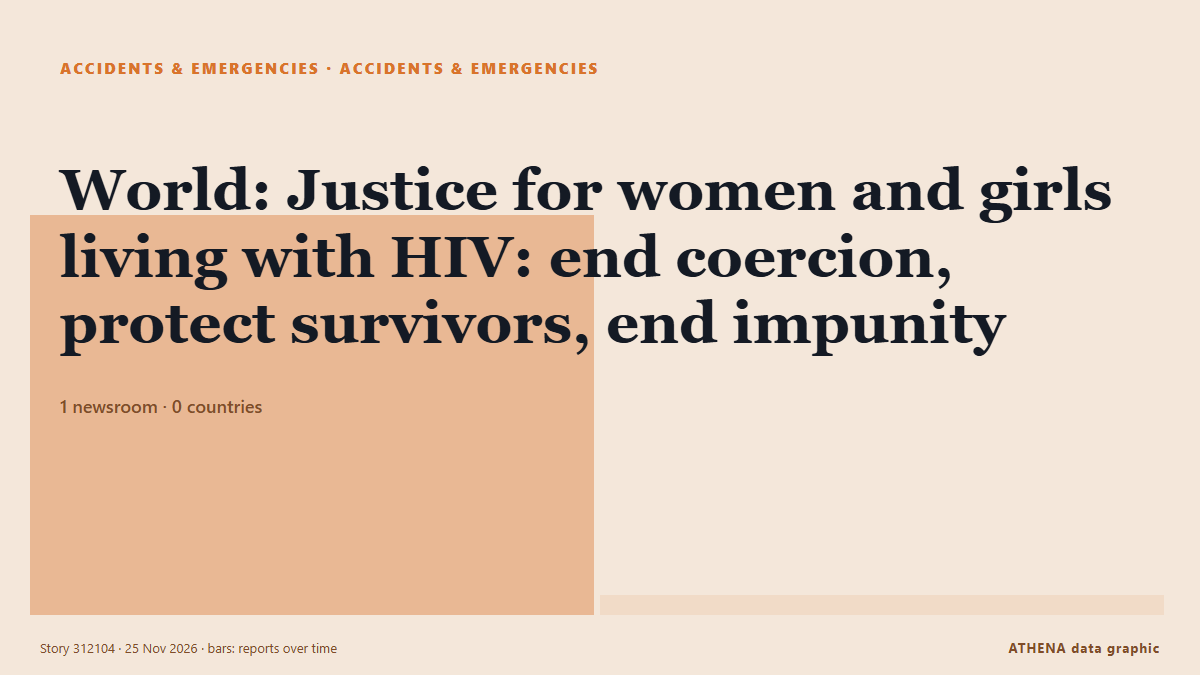 ACCIDENTS & EMERGENCIES · ACCIDENTS & EMERGENCIES
World: Justice for women and girls
living with HIV: end coercion,
protect survivors, end impunity
1 newsroom · 0 countries
Story 312104 · 25 Nov 2026 · bars: reports over time
ATHENA data graphic